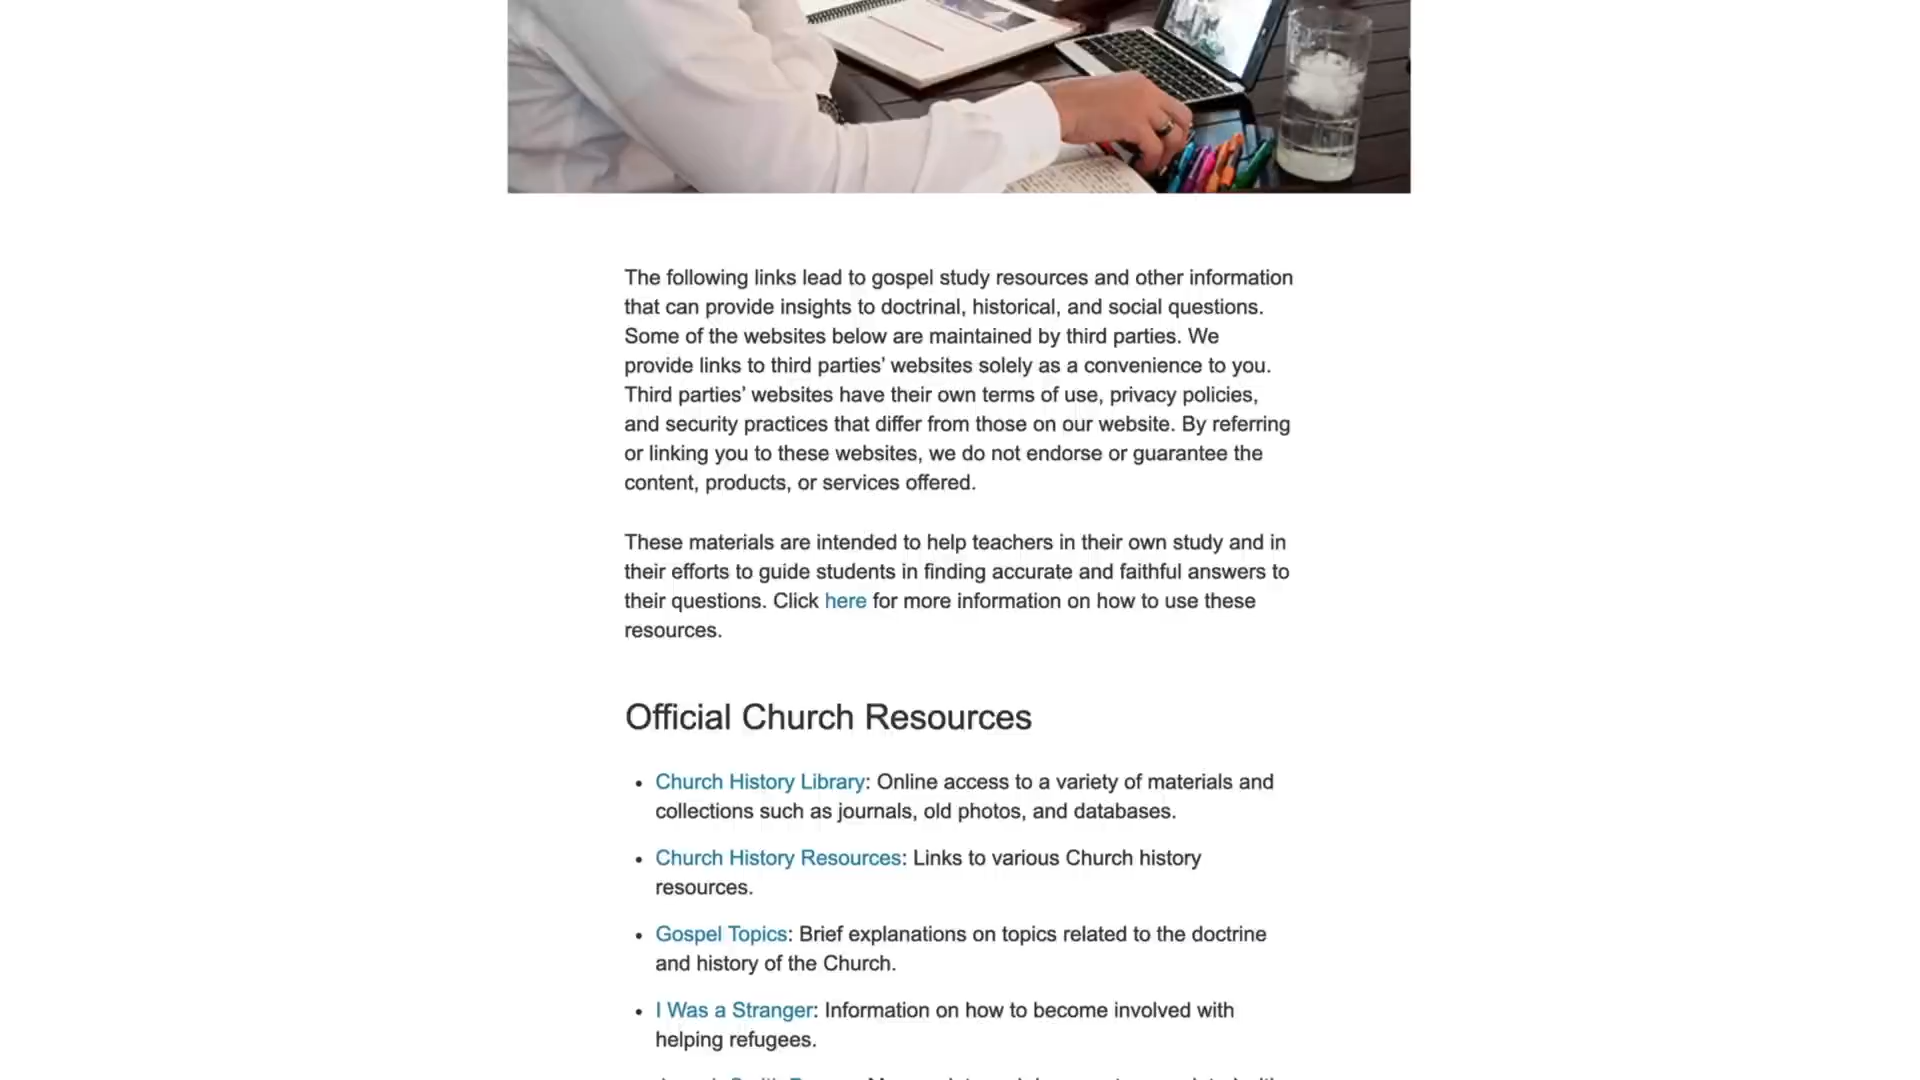 The following links lead to gospel study resources and other information
that can provide insights to doctrinal, historical, and social questions.
Some of the websites below are maintained by third parties. We
provide links to third parties’ websites solely as a convenience to you.
Third parties’ websites have their own terms of use, privacy policies,
and security practices that differ from those on our website. By referring
or linking you to these websites, we do not endorse or guarantee the
content, products, or services offered.
These materials are intended to help teachers in their own study and in
their efforts to guide students in finding accurate and faithful answers to
their questions. Click here for more information on how to use these
resources.
Official Church Resources
• Church History Library: Online access to a variety of materials and
collections such as journals, old photos, and databases.
• Church History Resources: Links to various Church history
resources.
• Gospel Topics: Brief explanations on topics related to the doctrine
and history of the Church.
• I Was a Stranger: Information on how to become involved with
helping refugees.